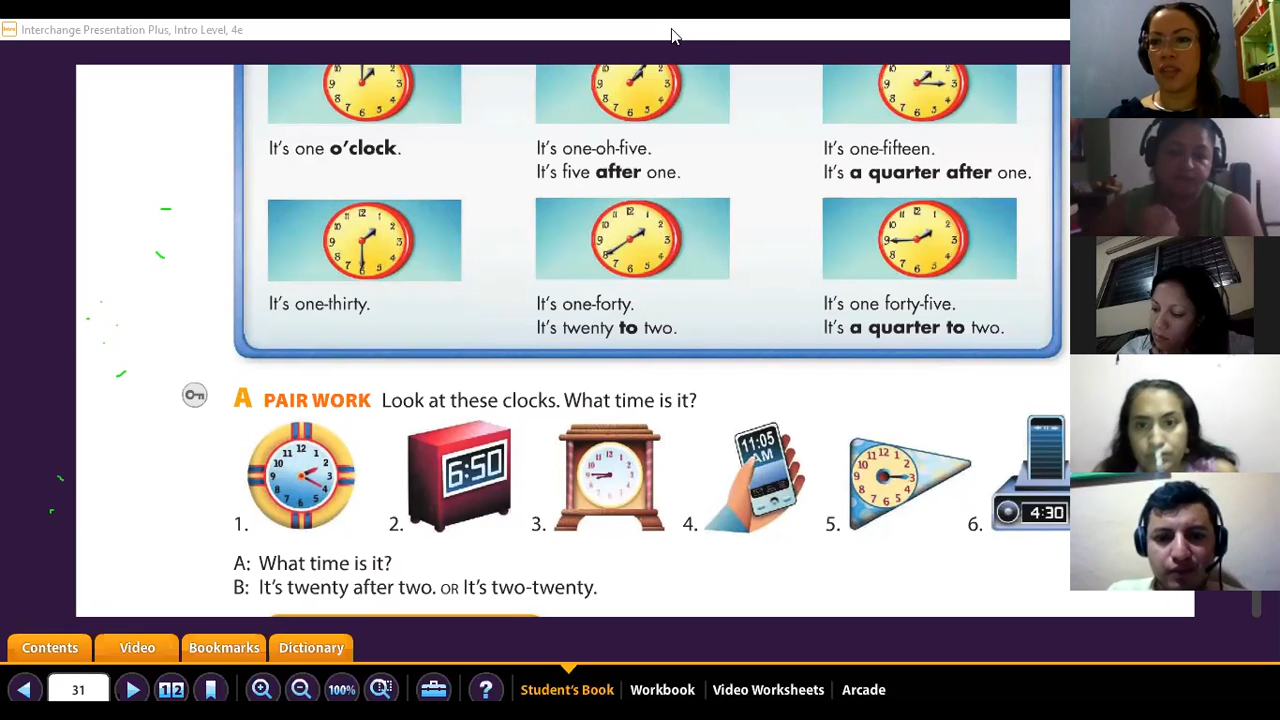 Interchange Presentation Plus, Intro Level, 4e
It's one o'clock.
It's one-oh-five.
It's five after one.
It's one-fifteen.
It's a quarter after one.
It's one-thirty.
It's one-forty.
It's twenty to two.
It's one forty-five.
It's a quarter to two.
A PAIR WORK Look at these clocks. What time is it?
1.
2. 6:50
3.
4. 11:05 AM
5.
6. 4:30
A: What time is it?
B: It's twenty after two. OR It's two-twenty.
Contents Video Bookmarks Dictionary
31 12 100% ? Student's Book Workbook Video Worksheets Arcade